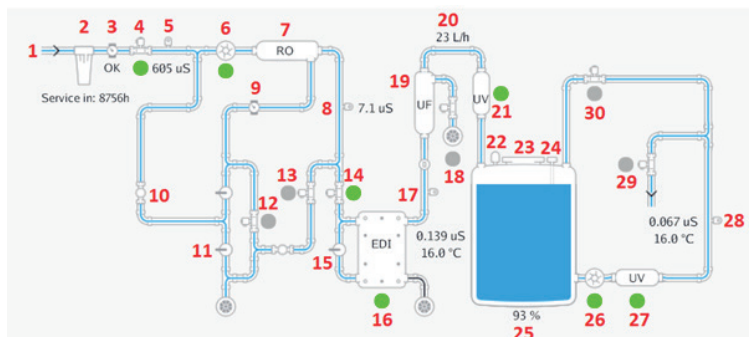 20
23 L/h
1
2
3
4
5
6
7
RO
OK
605 uS
Service in: 8756h
8
7.1 uS
9
19
UF
UV
21
30
22
23
24
10
13
14
12
18
17
29
11
15
EDI
0.139 uS
16.0 °C
0.067 uS
16.0 °C
28
16
93 %
25
26
UV
27